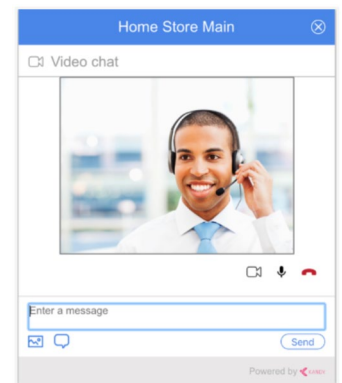 Home Store Main
Video chat
Enter a message
Send
Powered by